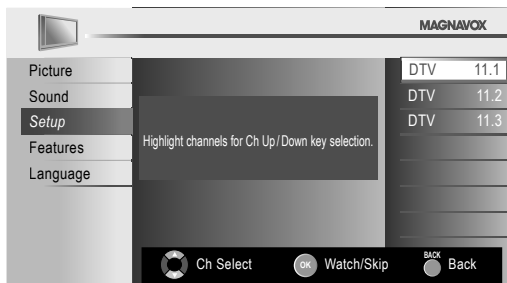 MAGNAVOX
Picture
Sound
Setup
Features
Language
Highlight channels for Ch Up / Down key selection.
DTV 11.1
DTV 11.2
DTV 11.3
Ch Select
OK Watch/Skip
BACK Back